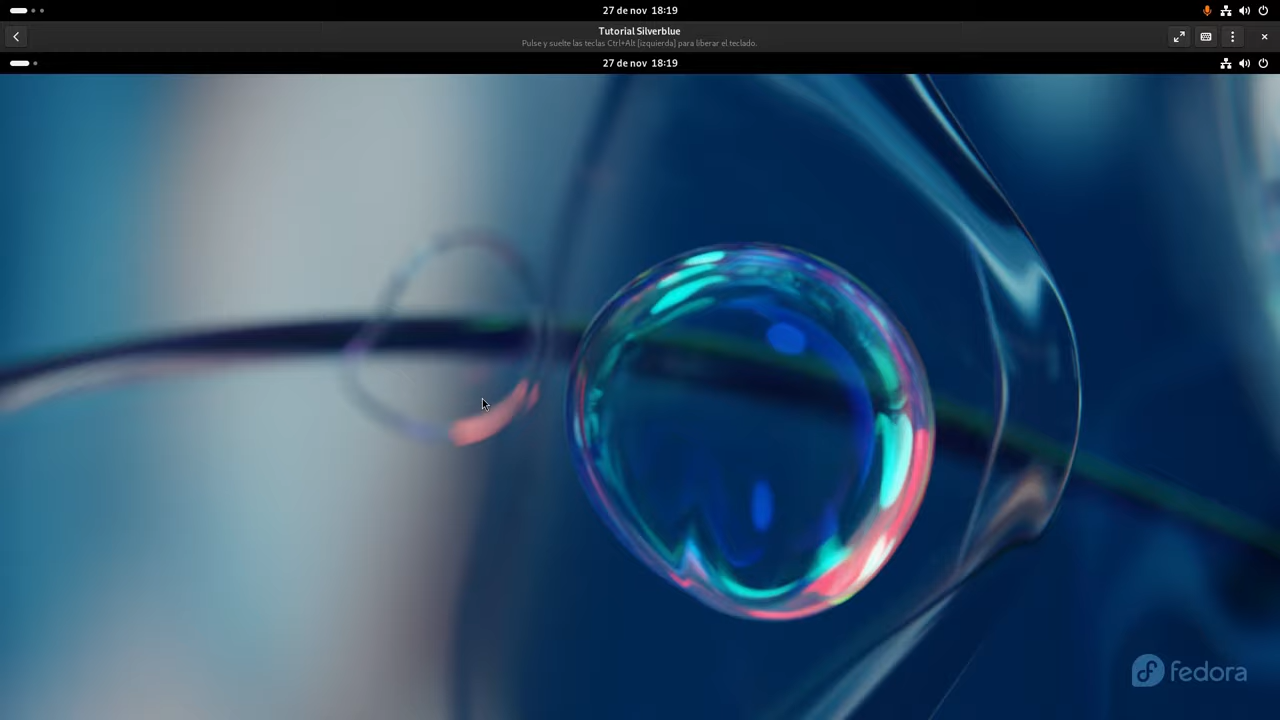 27 de nov  18:19
Tutorial Silverblue
Pulse y suelte las teclas Ctrl+Alt [izquierda] para liberar el teclado.
27 de nov  18:19
fedora